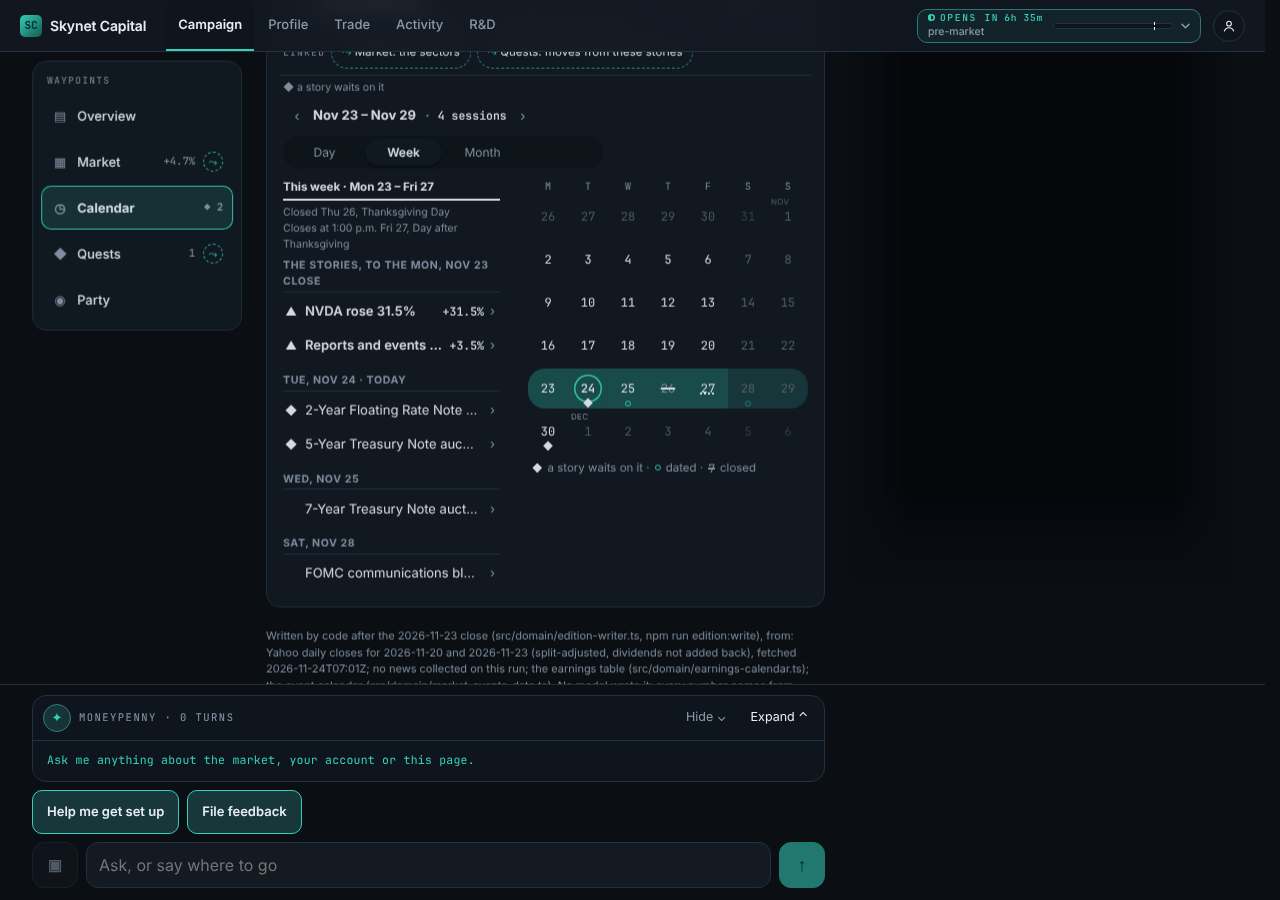 SC Skynet Capital Campaign Profile Trade Activity R&D
OPENS IN 6h 35m
pre-market
WAYPOINTS
Overview
Market +4.7%
Calendar ◆ 2
Quests 1
Party
LINKED Market: the sectors Quests: moves from these stories
◆ a story waits on it
‹ Nov 23 – Nov 29 · 4 sessions ›
Day Week Month
This week · Mon 23 – Fri 27
Closed Thu 26, Thanksgiving Day
Closes at 1:00 p.m. Fri 27, Day after
Thanksgiving
THE STORIES, TO THE MON, NOV 23
CLOSE
▲ NVDA rose 31.5% +31.5% ›
▲ Reports and events ... +3.5% ›
TUE, NOV 24 · TODAY
◆ 2-Year Floating Rate Note ... ›
◆ 5-Year Treasury Note auc... ›
WED, NOV 25
7-Year Treasury Note auct... ›
SAT, NOV 28
FOMC communications bl... ›
M T W T F S S
NOV
26 27 28 29 30 31 1
2 3 4 5 6 7 8
9 10 11 12 13 14 15
16 17 18 19 20 21 22
23 24 25 26 27 28 29
DEC
30 1 2 3 4 5 6
◆ a story waits on it · dated · 7 closed
Written by code after the 2026-11-23 close (src/domain/edition-writer.ts, npm run edition:write), from:
Yahoo daily closes for 2026-11-20 and 2026-11-23 (split-adjusted, dividends not added back), fetched
2026-11-24T07:01Z; no news collected on this run; the earnings table (src/domain/earnings-calendar.ts);
MONEYPENNY · 0 TURNS Hide Expand
Ask me anything about the market, your account or this page.
Help me get set up File feedback
Ask, or say where to go ↑